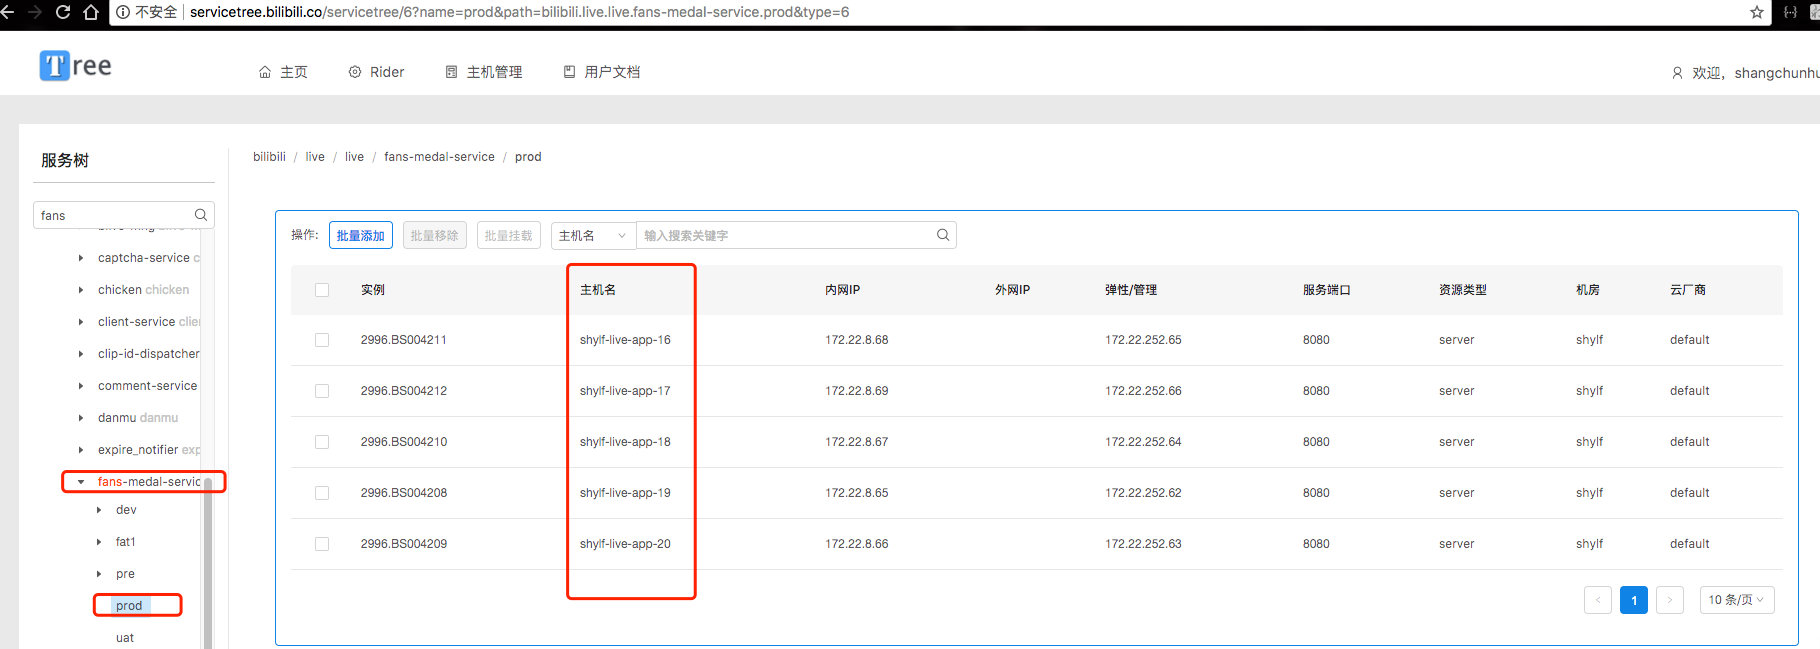 不安全 servicetree.bilibili.co/servicetree/6?name=prod&path=bilibili.live.live.fans-medal-service.prod&type=6
Tree 主页 Rider 主机管理 用户文档 欢迎, shangchunhu
服务树
fans
captcha-service c
chicken chicken
client-service clie
clip-id-dispatcher
comment-service
danmu danmu
expire_notifier exp
fans-medal-servic
dev
fat1
pre
prod
uat
bilibili / live / live / fans-medal-service / prod
操作: 批量添加 批量移除 批量挂载 主机名 输入搜索关键字
实例 主机名 内网IP 外网IP 弹性/管理 服务端口 资源类型 机房 云厂商
2996.BS004211 shylf-live-app-16 172.22.8.68 172.22.252.65 8080 server shylf default
2996.BS004212 shylf-live-app-17 172.22.8.69 172.22.252.66 8080 server shylf default
2996.BS004210 shylf-live-app-18 172.22.8.67 172.22.252.64 8080 server shylf default
2996.BS004208 shylf-live-app-19 172.22.8.65 172.22.252.62 8080 server shylf default
2996.BS004209 shylf-live-app-20 172.22.8.66 172.22.252.63 8080 server shylf default
< 1 > 10 条/页